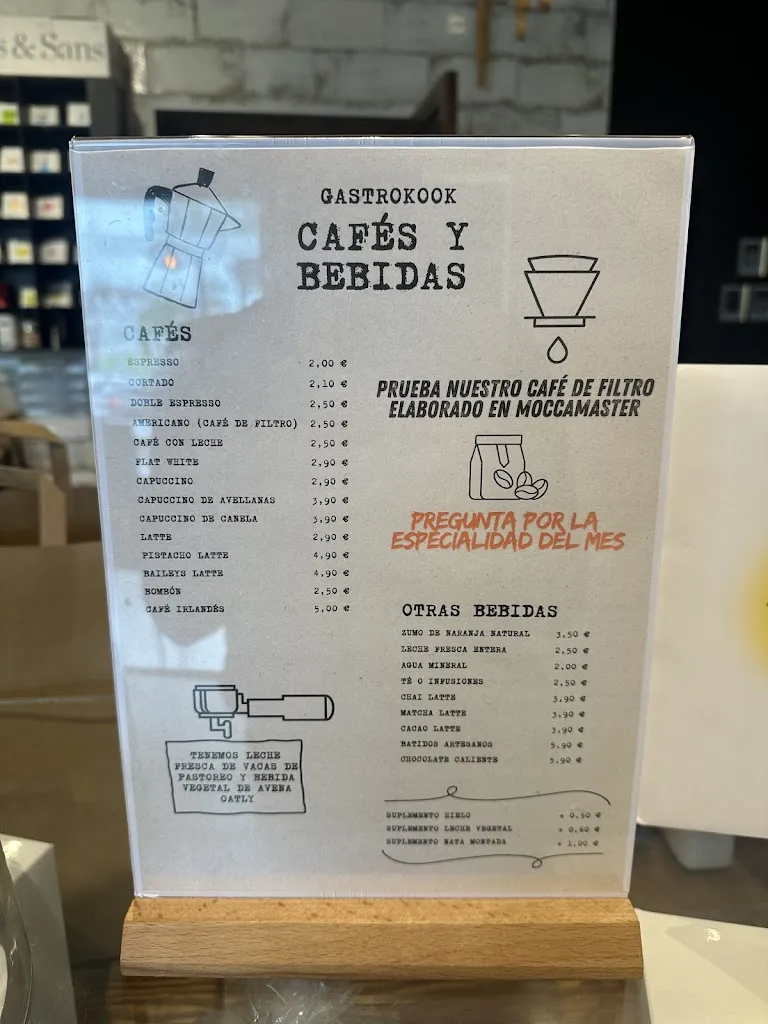 s & Sans
GASTROKOOK
CAFÉS Y
BEBIDAS
CAFÉS
ESPRESSO 2,00 €
CORTADO 2,10 €
DOBLE ESPRESSO 2,50 €
AMERICANO (CAFÉ DE FILTRO) 2,50 €
CAFÉ CON LECHE 2,50 €
FLAT WHITE 2,90 €
CAPUCCINO 2,90 €
CAPUCCINO DE AVELLANAS 3,90 €
CAPUCCINO DE CANELA 3,90 €
LATTE 2,90 €
PISTACHO LATTE 4,90 €
BAILEYS LATTE 4,90 €
BOMBÓN 2,50 €
CAFÉ IRLANDÉS 5,00 €
TENEMOS LECHE
FRESCA DE VACAS DE
PASTOREO Y BEBIDA
VEGETAL DE AVENA
OATLY
PRUEBA NUESTRO CAFÉ DE FILTRO
ELABORADO EN MOCCAMASTER
PREGUNTA POR LA
ESPECIALIDAD DEL MES
OTRAS BEBIDAS
ZUMO DE NARANJA NATURAL 3,50 €
LECHE FRESCA ENTERA 2,50 €
AGUA MINERAL 2,00 €
TÉ O INFUSIONES 2,50 €
CHAI LATTE 3,90 €
MATCHA LATTE 3,90 €
CACAO LATTE 3,90 €
BATIDOS ARTESANOS 5,90 €
CHOCOLATE CALIENTE 5,90 €
SUPLEMENTO HIELO + 0,50 €
SUPLEMENTO LECHE VEGETAL + 0,60 €
SUPLEMENTO NATA MONTADA + 1,00 €